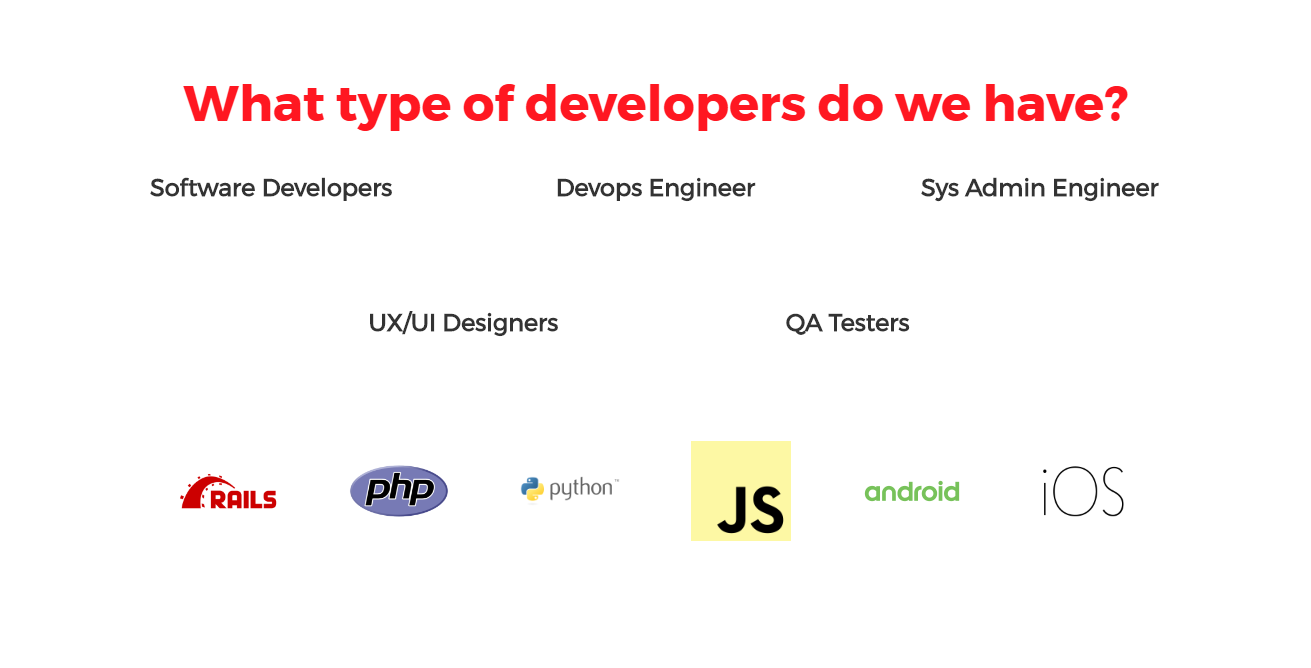 What type of developers do we have?
Software Developers
Devops Engineer
Sys Admin Engineer
UX/UI Designers
QA Testers
RAILS
php
python™
JS
android
iOS